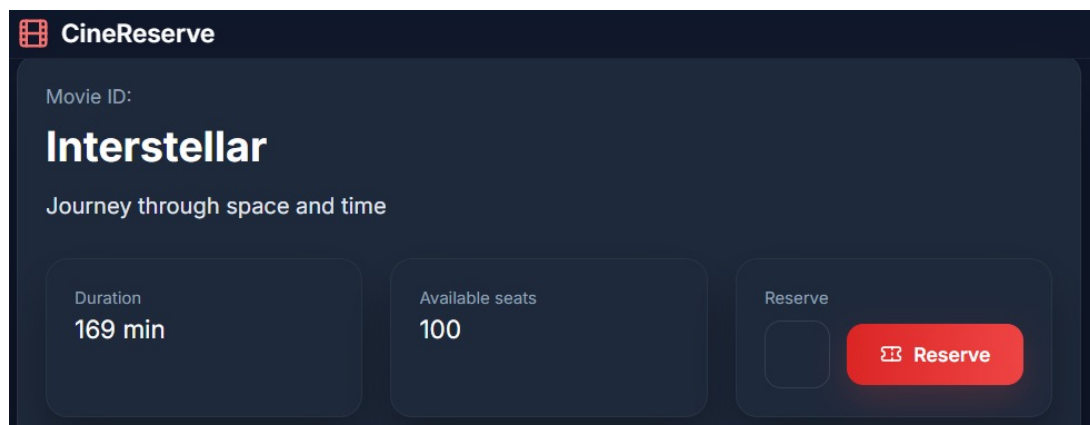 CineReserve
Movie ID:
Interstellar
Journey through space and time
Duration
169 min
Available seats
100
Reserve
Reserve